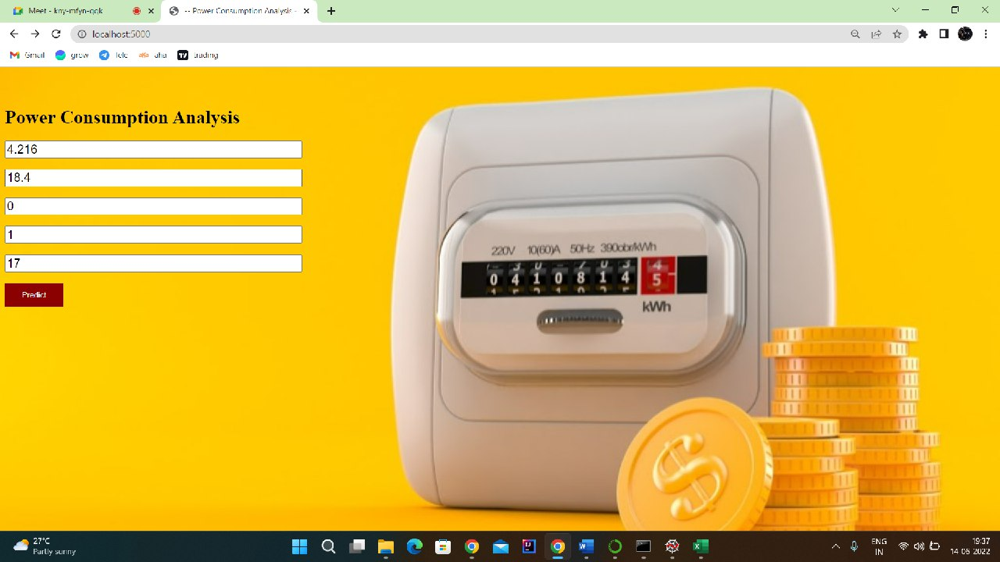 Meet - kny-mfyn-qqk
-- Power Consumption Analysis -
localhost:5000
Gmail
grow
Tele
aha
trading
Power Consumption Analysis
4.216
18.4
0
1
17
Predict
220V 10(60)A 50Hz 390obr/kWh
0 4 1 0 8 1 4 5
kWh
27°C
Partly sunny
ENG
IN
19:37
14-06-2022